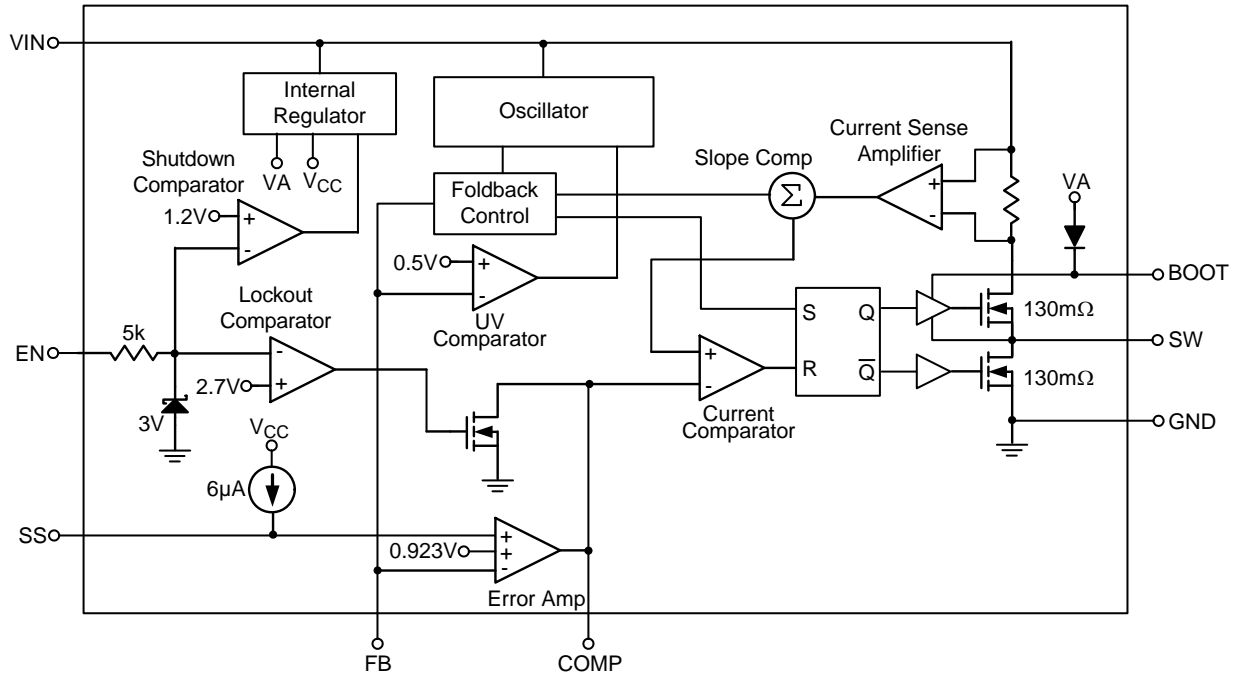 VIN
Internal
Regulator
Oscillator
Current Sense
Amplifier
Slope Comp
Shutdown
Comparator
VA
VCC
VA
Foldback
Control
Σ
+
-
1.2V
+
-
0.5V
+
-
BOOT
Lockout
Comparator
UV
Comparator
S
Q
130mΩ
5k
EN
-
+
2.7V
+
-
R
Q̅
SW
130mΩ
3V
Current
Comparator
GND
VCC
6µA
SS
0.923V
+
+
-
Error Amp
FB
COMP